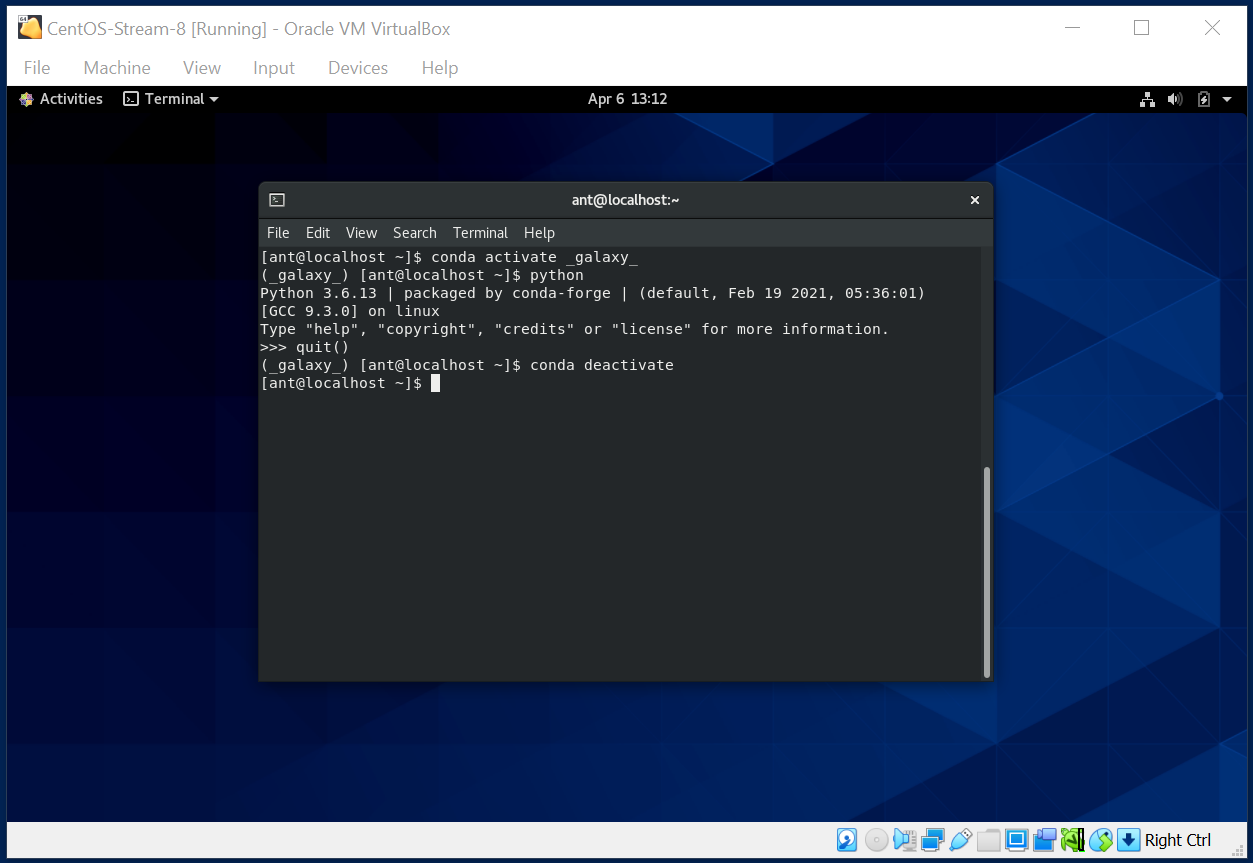 64
CentOS-Stream-8 [Running] - Oracle VM VirtualBox
File Machine View Input Devices Help
Activities Terminal Apr 6 13:12
ant@localhost:~
File Edit View Search Terminal Help
[ant@localhost ~]$ conda activate _galaxy_
(_galaxy_) [ant@localhost ~]$ python
Python 3.6.13 | packaged by conda-forge | (default, Feb 19 2021, 05:36:01)
[GCC 9.3.0] on linux
Type "help", "copyright", "credits" or "license" for more information.
>>> quit()
(_galaxy_) [ant@localhost ~]$ conda deactivate
[ant@localhost ~]$
Right Ctrl